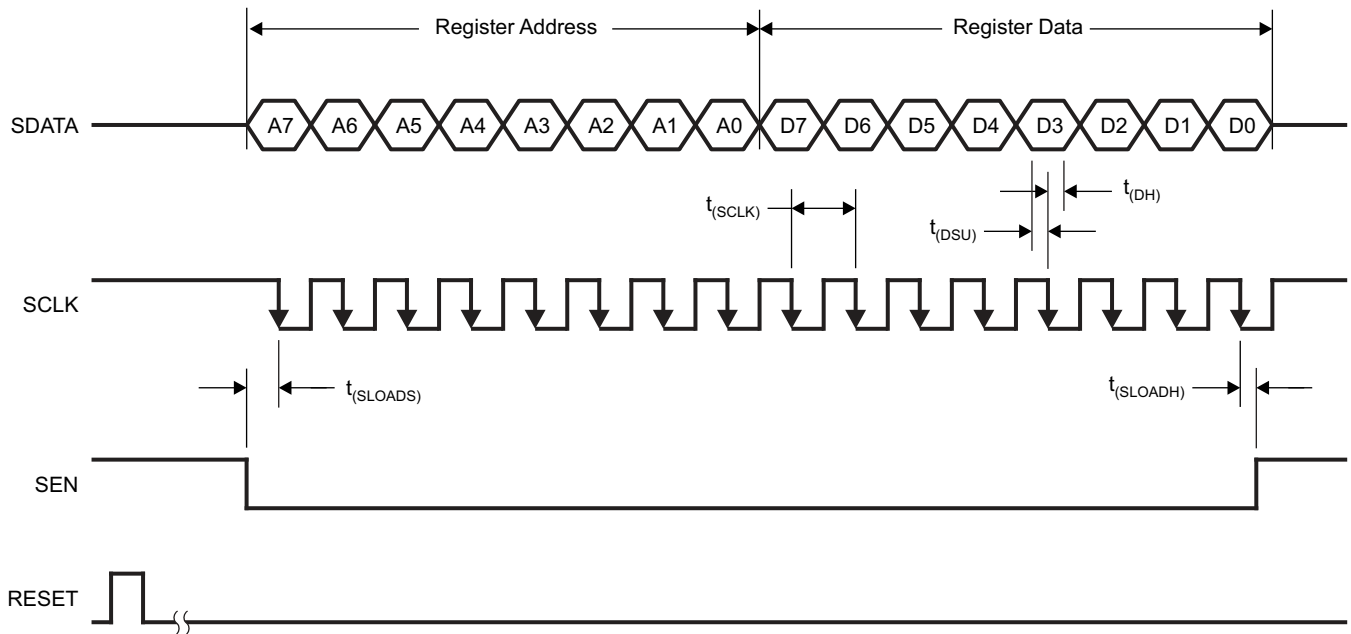 Register Address
Register Data
SDATA
A7 A6 A5 A4 A3 A2 A1 A0 D7 D6 D5 D4 D3 D2 D1 D0
t(SCLK)
t(DH)
t(DSU)
SCLK
t(SLOADS)
t(SLOADH)
SEN
RESET